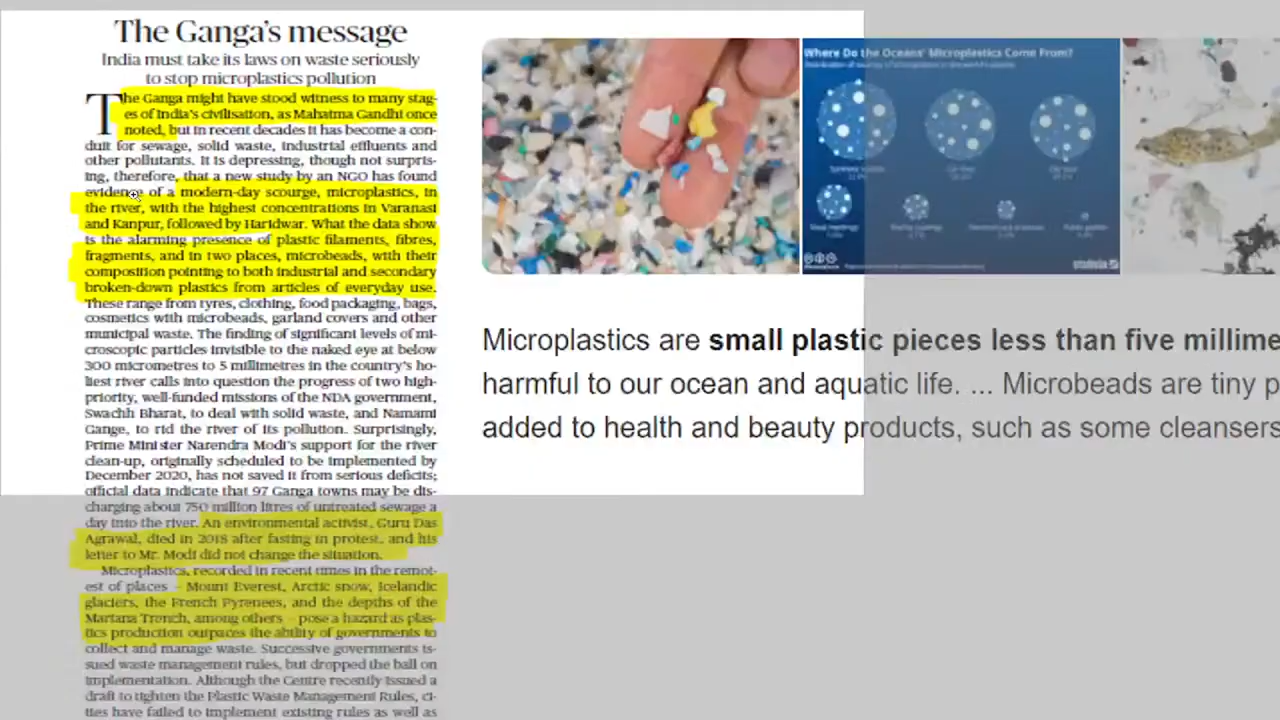 The Ganga's message
India must take its laws on waste seriously
to stop microplastics pollution
The Ganga might have stood witness to many stag-
es of India's civilisation, as Mahatma Gandhi once
noted, but in recent decades it has become a con-
duit for sewage, solid waste, industrial effluents and
other pollutants. It is depressing, though not surpris-
ing, therefore, that a new study by an NGO has found
evidence of a modern-day scourge, microplastics, in
the river, with the highest concentrations in Varanasi
and Kanpur, followed by Haridwar. What the data show
is the alarming presence of plastic filaments, fibres,
fragments, and in two places, microbeads, with their
composition pointing to both industrial and secondary
broken-down plastics from articles of everyday use.
These range from tyres, clothing, food packaging, bags,
cosmetics with microbeads, garland covers and other
municipal waste. The finding of significant levels of mi-
croscopic particles invisible to the naked eye at below
300 micrometres to 5 millimetres in the country's ho-
liest river calls into question the progress of two high-
priority, well-funded missions of the NDA government,
Swachh Bharat, to deal with solid waste, and Namami
Gange, to rid the river of its pollution. Surprisingly,
Prime Minister Narendra Modi's support for the river
clean-up, originally scheduled to be implemented by
December 2020, has not saved it from serious deficits;
official data indicate that 97 Ganga towns may be dis-
charging about 750 million litres of untreated sewage a
day into the river. An environmental activist, Guru Das
Agrawal, died in 2018 after fasting in protest, and his
letter to Mr. Modi did not change the situation.
Microplastics, recorded in recent times in the remot-
est of places – Mount Everest, Arctic snow, Icelandic
glaciers, the French Pyrenees, and the depths of the
Mariana Trench, among others – pose a hazard as plas-
tics production outpaces the ability of governments to
collect and manage waste. Successive governments is-
sued waste management rules, but dropped the ball on
implementation. Although the Centre recently issued a
draft to tighten the Plastic Waste Management Rules, ci-
ties have failed to implement existing rules as well as
Where Do the Oceans' Microplastics Come From?
statista
Microplastics are small plastic pieces less than five millime
harmful to our ocean and aquatic life. ... Microbeads are tiny p
added to health and beauty products, such as some cleansers